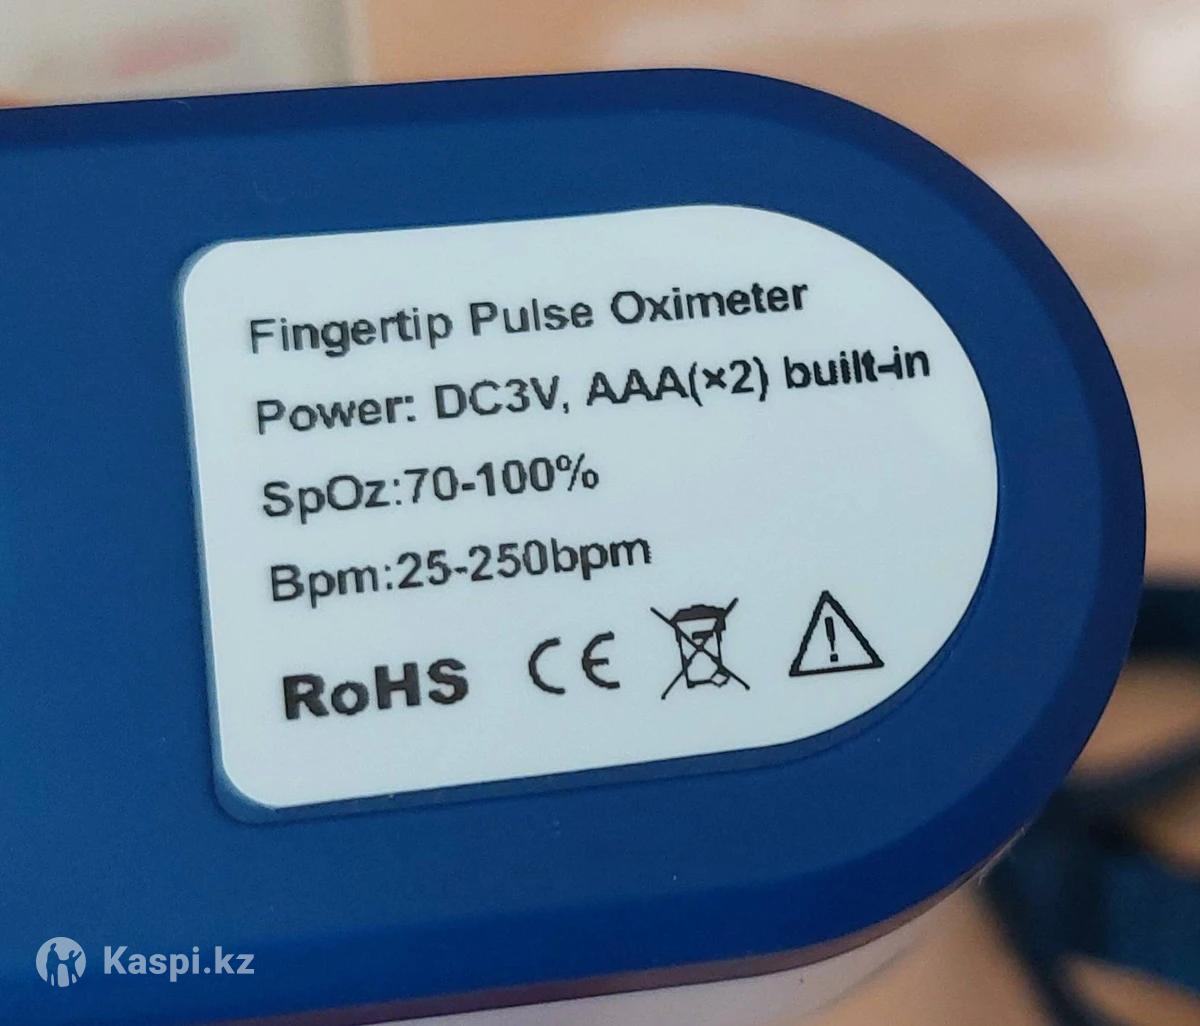 Fingertip Pulse Oximeter
Power: DC3V, AAA(×2) built-in
SpOz:70-100%
Bpm:25-250bpm
RoHS CE
Kaspi.kz